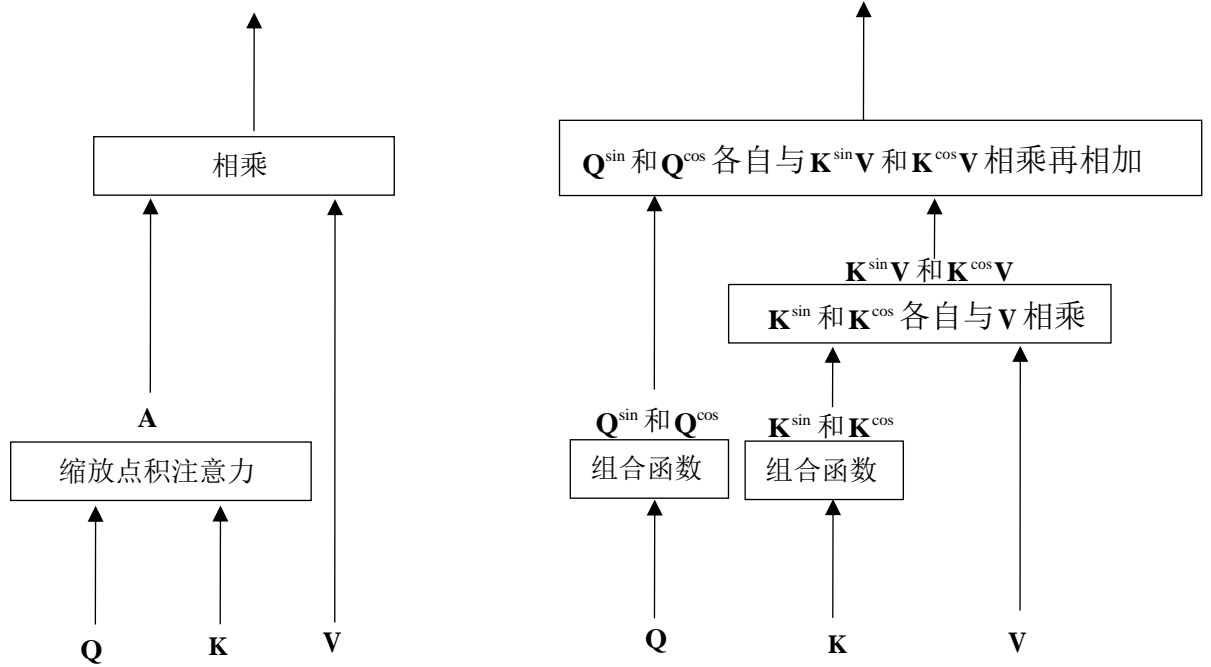 相乘
A
缩放点积注意力
Q K V
Q^sin 和 Q^cos 各自与 K^sin V 和 K^cos V 相乘再相加
K^sin V 和 K^cos V
K^sin 和 K^cos 各自与 V 相乘
Q^sin 和 Q^cos K^sin 和 K^cos
组合函数 组合函数
Q K V